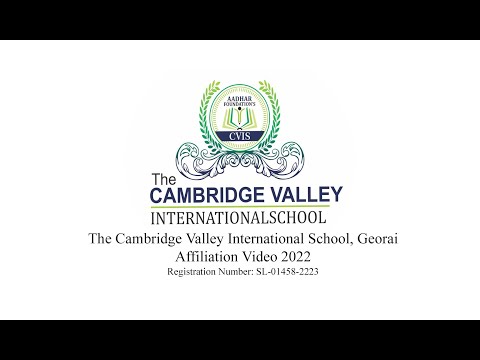 AADHAR
FOUNDATION'S
CVIS
The
CAMBRIDGE VALLEY
INTERNATIONALSCHOOL
The Cambridge Valley International School, Georai
Affiliation Video 2022
Registration Number: SL-01458-2223